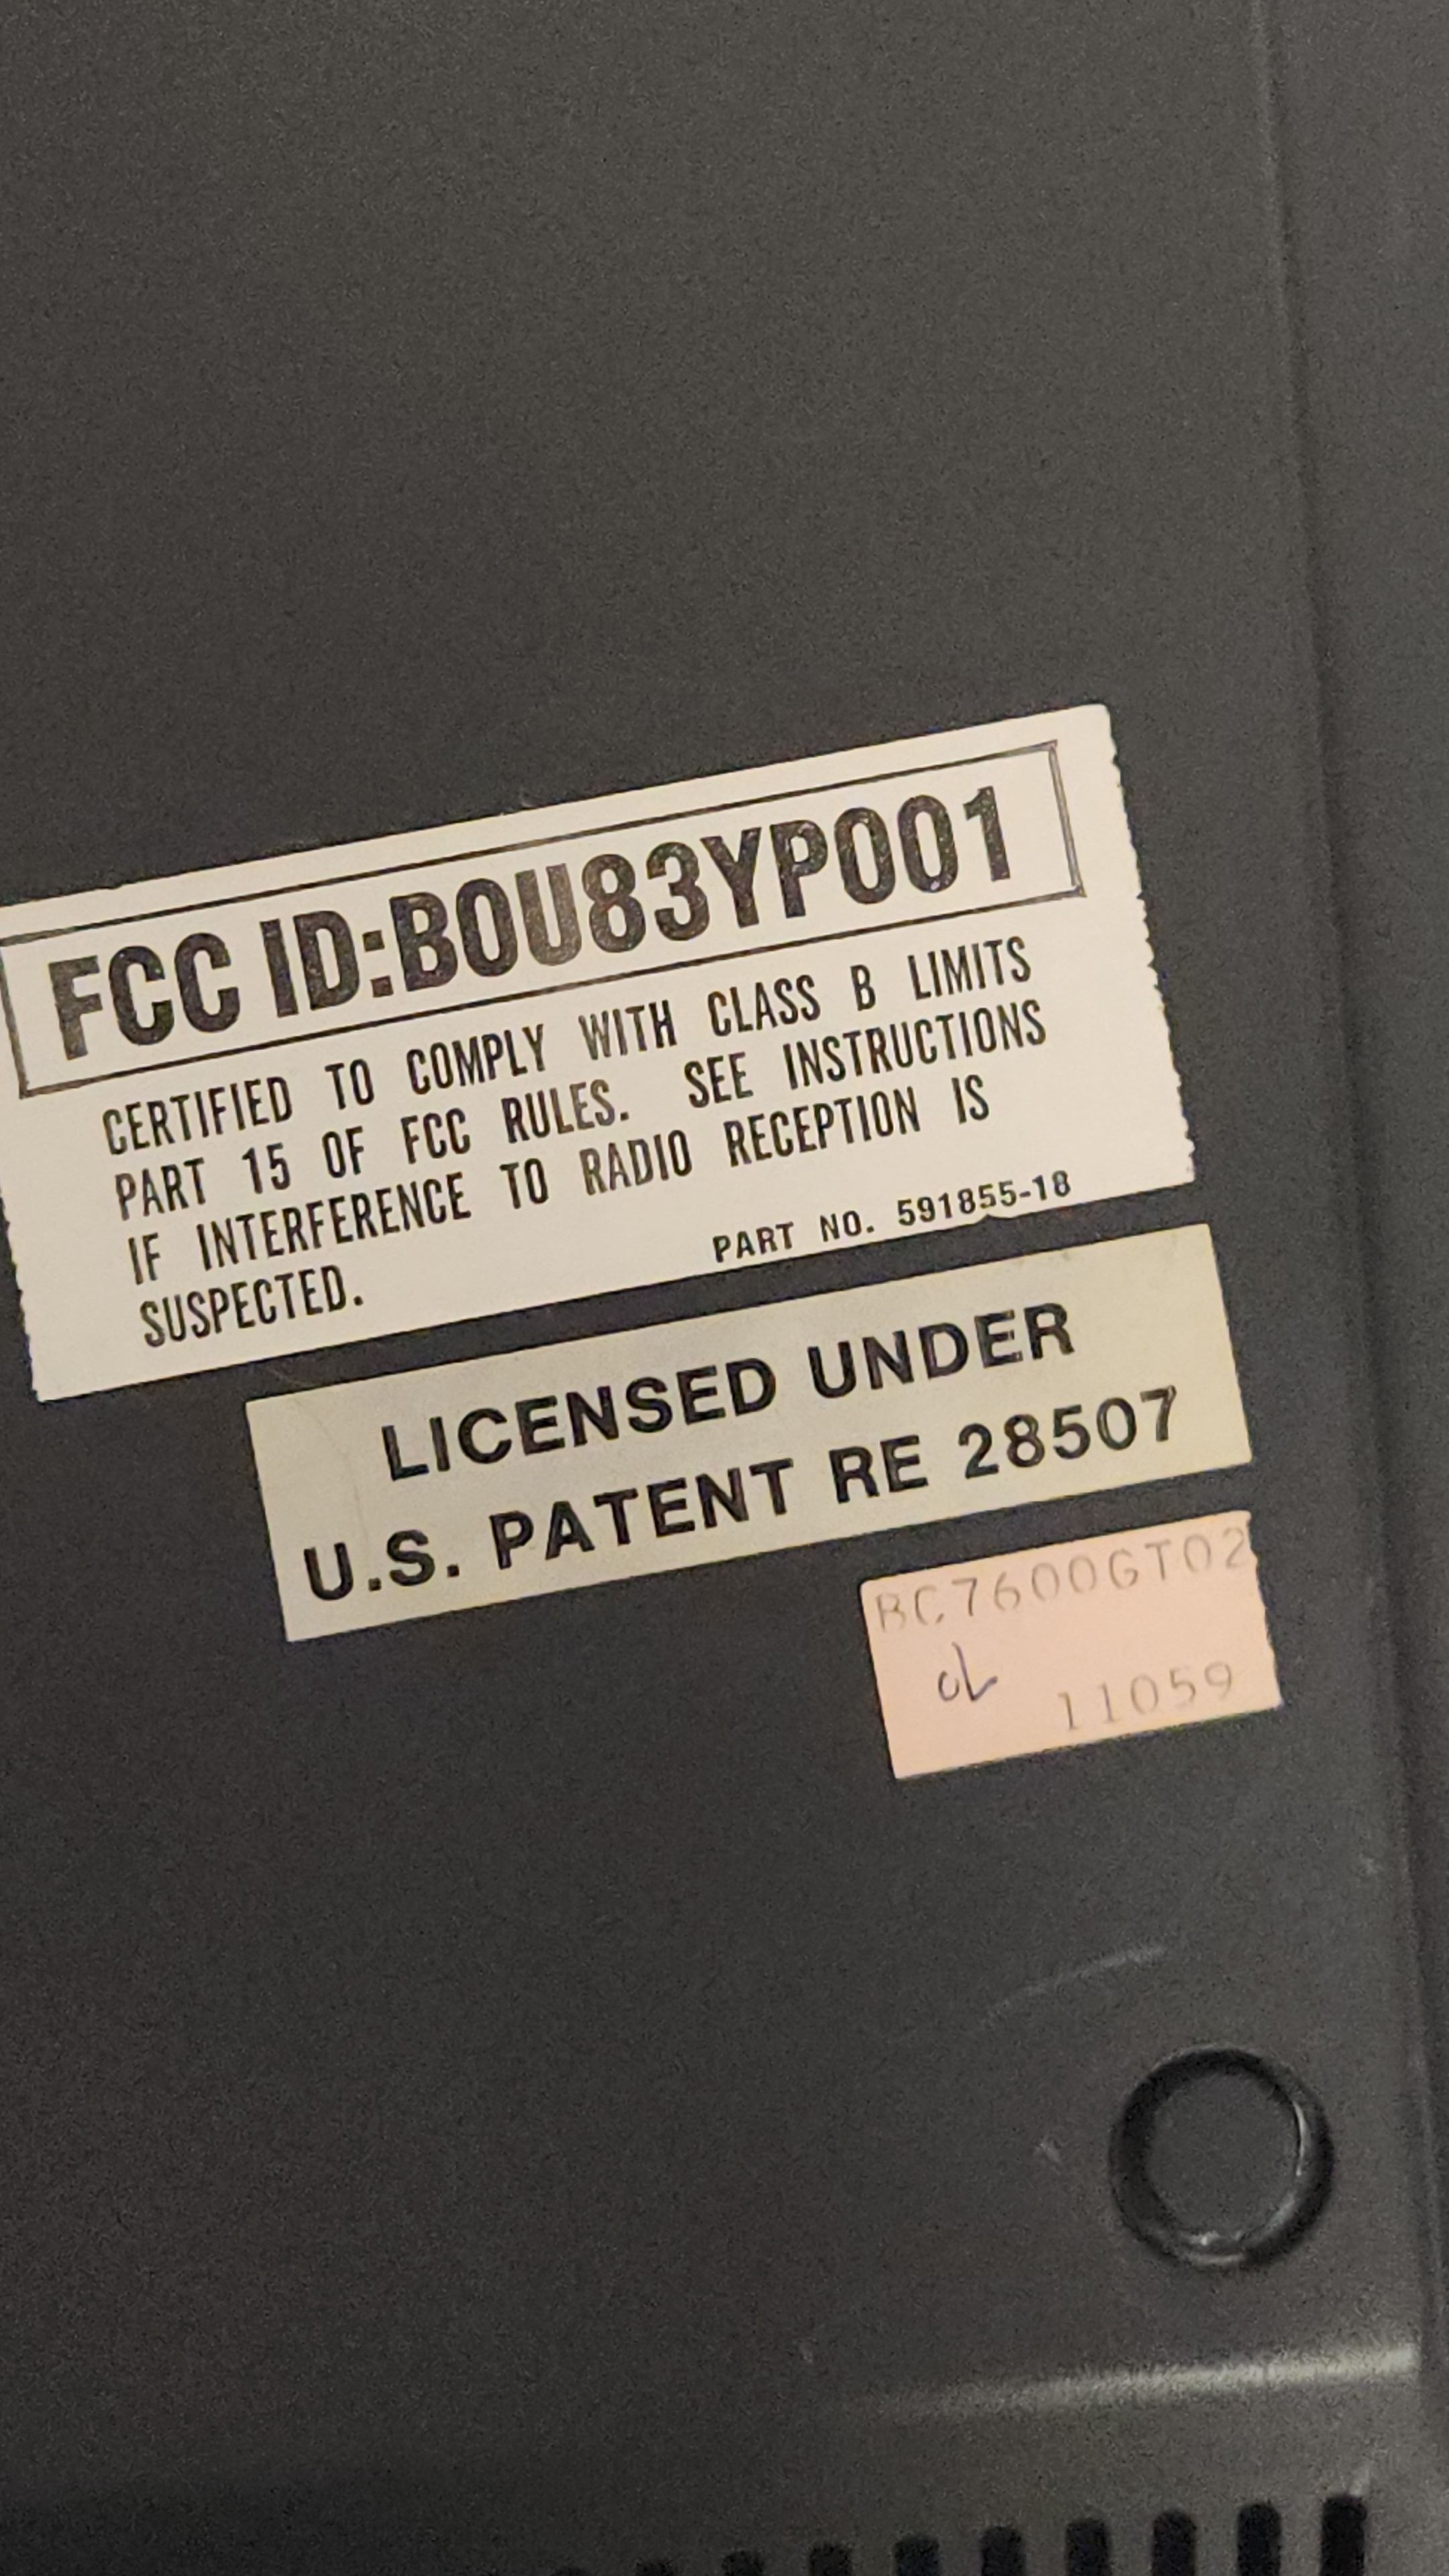 FCC ID:BOU83YP001
CERTIFIED TO COMPLY WITH CLASS B LIMITS
PART 15 OF FCC RULES. SEE INSTRUCTIONS
IF INTERFERENCE TO RADIO RECEPTION IS
SUSPECTED. PART NO. 591855-18
LICENSED UNDER
U.S. PATENT RE 28507
BC7600GT02
11059